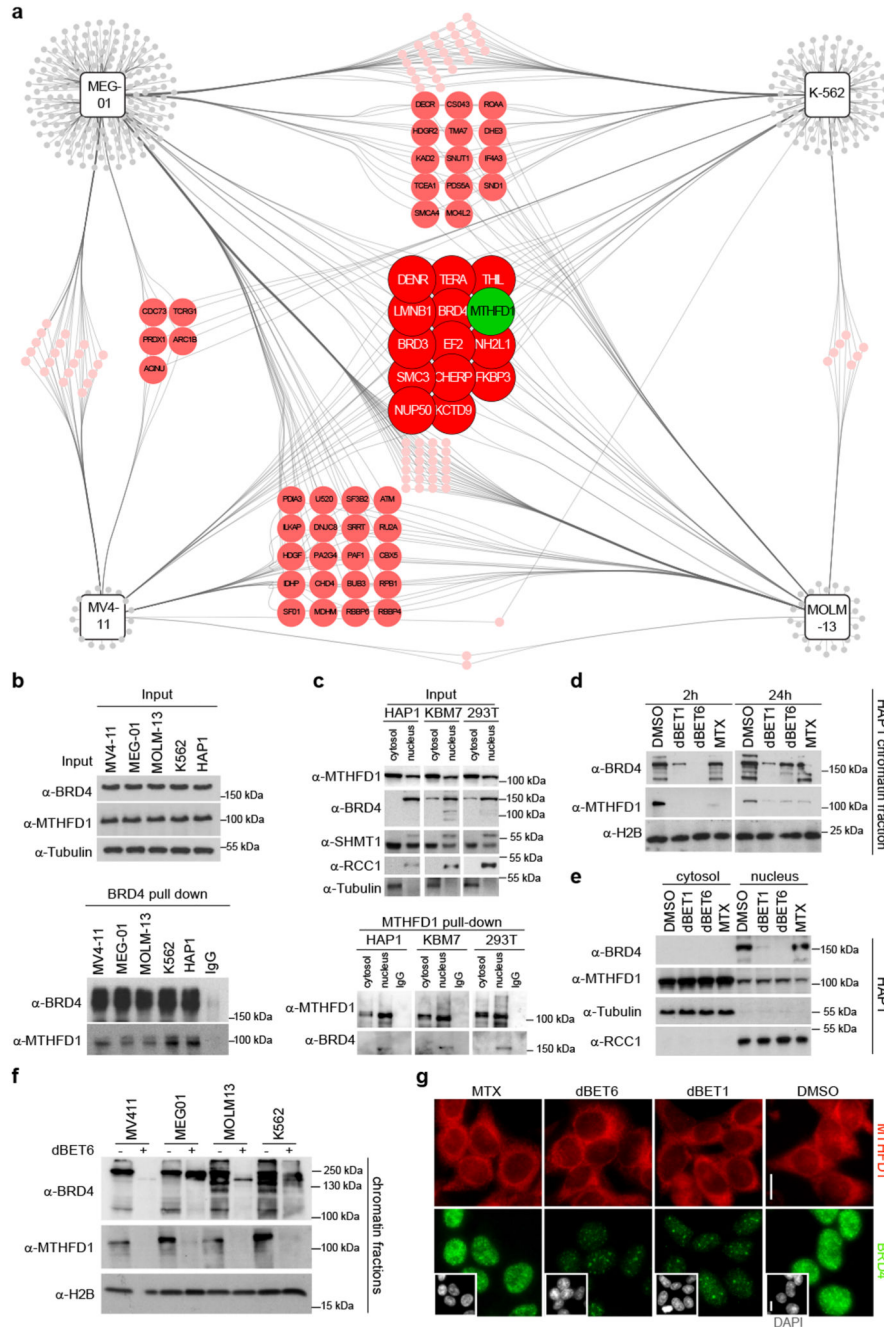 a
MEG-
01
K-562
DECR CS043 ROAA
HDGR2 TMA7 DHE3
KAD2 SNUT1 IF4A3
TCEA1 PDS5A SND1
SMCA4 MO4L2
DENR TERA THIL
LMNB1 BRD4 MTHFD1
BRD3 EF2 NH2L1
SMC3 CHERP FKBP3
NUP50 KCTD9
CDC73 TCRG1
PRDX1 ARC1B
ACINU
PDIA3 U520 SF3B2 ATM
ILKAP DNJC8 SRRT RU2A
HDGF PA2G4 PAF1 CBX5
IDHP CHD4 BUB3 RPB1
SF01 MDHM RBBP6 RBBP4
MV4-
11
MOLM
-13
b
Input
Input MV4-11 MEG-01 MOLM-13 K562 HAP1
α-BRD4
150 kDa
α-MTHFD1
100 kDa
α-Tubulin
55 kDa
BRD4 pull down
MV4-11 MEG-01 MOLM-13 K562 HAP1 IgG
α-BRD4
150 kDa
α-MTHFD1
100 kDa
c
Input
HAP1 KBM7 293T
cytosol nucleus cytosol nucleus cytosol nucleus
α-MTHFD1
100 kDa
α-BRD4
150 kDa
100 kDa
α-SHMT1
55 kDa
α-RCC1
55 kDa
α-Tubulin
MTHFD1 pull-down
HAP1 KBM7 293T
cytosol nucleus IgG cytosol nucleus IgG cytosol nucleus IgG
α-MTHFD1
100 kDa
α-BRD4
150 kDa
d
2h 24h
DMSO dBET1 dBET6 MTX DMSO dBET1 dBET6 MTX
α-BRD4
150 kDa
α-MTHFD1
100 kDa
α-H2B
25 kDa
HAP1 chromatin fraction
e
cytosol nucleus
DMSO dBET1 dBET6 MTX DMSO dBET1 dBET6 MTX
α-BRD4
150 kDa
α-MTHFD1
100 kDa
α-Tubulin
55 kDa
55 kDa
α-RCC1
HAP1
f
MV411 MEG01 MOLM13 K562
dBET6 - + - + - + - +
250 kDa
α-BRD4
130 kDa
100 kDa
α-MTHFD1
100 kDa
α-H2B
15 kDa
chromatin fractions
g
MTX dBET6 dBET1 DMSO
MTHFD1
BRD4
DAPI